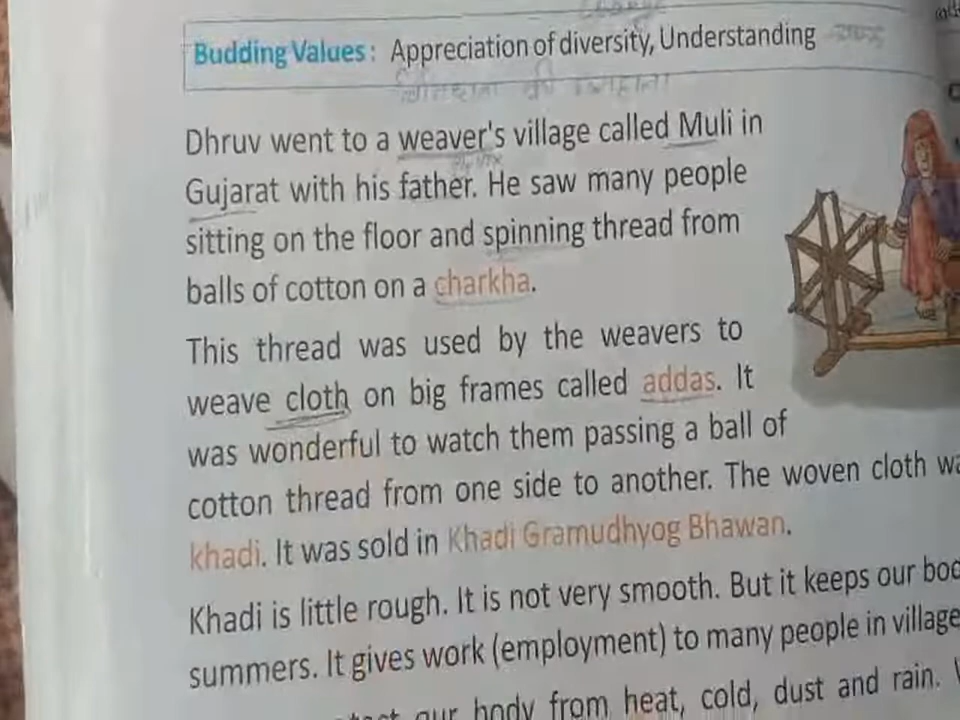 Budding Values : Appreciation of diversity, Understanding
Dhruv went to a weaver's village called Muli in
Gujarat with his father. He saw many people
sitting on the floor and spinning thread from
balls of cotton on a charkha.
This thread was used by the weavers to
weave cloth on big frames called addas. It
was wonderful to watch them passing a ball of
cotton thread from one side to another. The woven cloth
khadi. It was sold in Khadi Gramudhyog Bhawan.
Khadi is little rough. It is not very smooth. But it keeps our
summers. It gives work (employment) to many people in
our body from heat, cold, dust and rain.